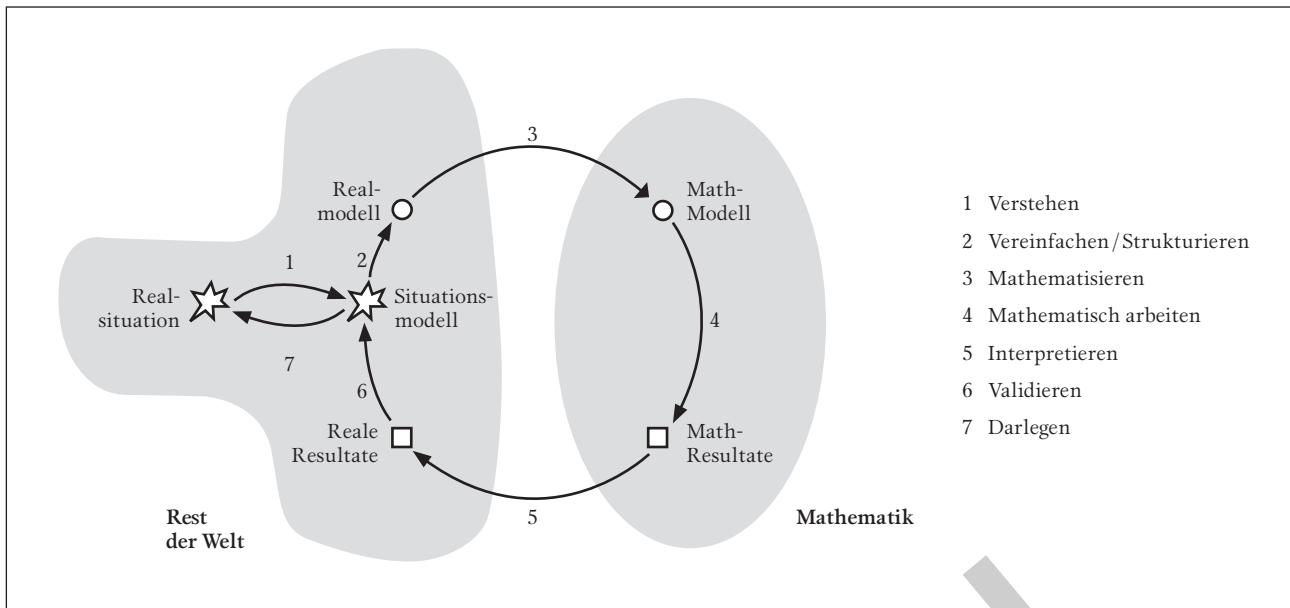 3
Real-
modell
Math-
Modell
1
2
Real-
situation
Situations-
modell
4
7
6
Reale
Resultate
Math-
Resultate
5
Rest
der Welt
Mathematik
1 Verstehen
2 Vereinfachen/Strukturieren
3 Mathematisieren
4 Mathematisch arbeiten
5 Interpretieren
6 Validieren
7 Darlegen